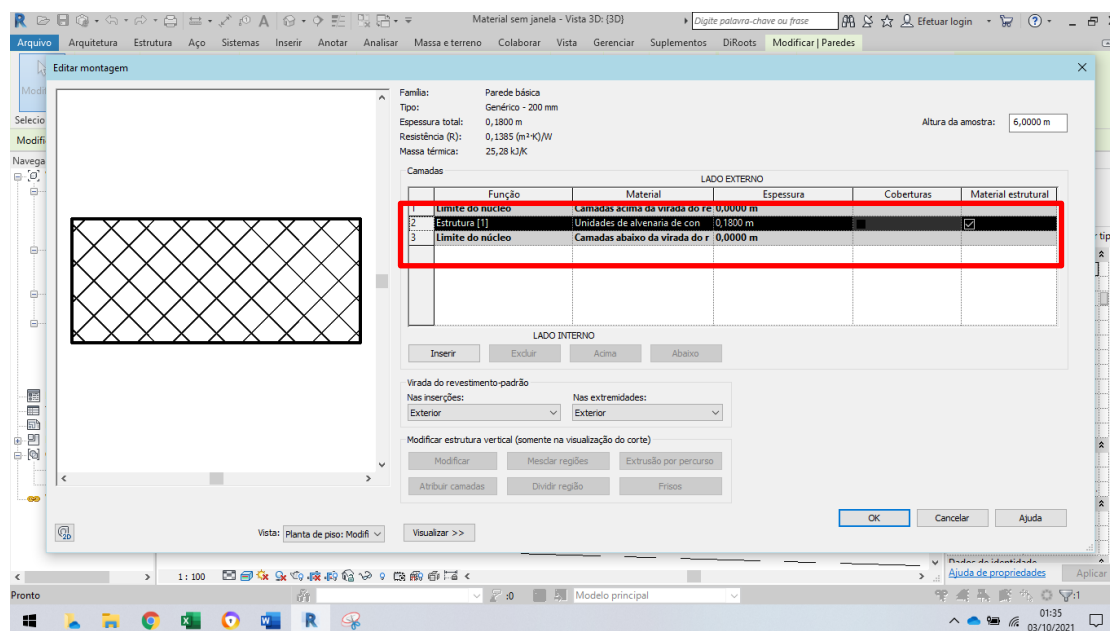 Material sem janela - Vista 3D: {3D}
Digite palavra-chave ou frase
Efetuar login
Arquivo Arquitetura Estrutura Aço Sistemas Inserir Anotar Analisar Massa e terreno Colaborar Vista Gerenciar Suplementos DiRoots Modificar | Paredes
Editar montagem
Selecio
Modifi
Navega
Família: Parede básica
Tipo: Genérico - 200 mm
Espessura total: 0,1800 m
Resistência (R): 0,1385 (m²·K)/W
Massa térmica: 25,28 kJ/K
Altura da amostra: 6,0000 m
Camadas
LADO EXTERNO
Função Material Espessura Coberturas Material estrutural
1 Limite do núcleo Camadas acima da virada do re 0,0000 m
2 Estrutura [1] Unidades de alvenaria de con 0,1800 m
3 Limite do núcleo Camadas abaixo da virada do r 0,0000 m
LADO INTERNO
Inserir Excluir Acima Abaixo
Virada do revestimento-padrão
Nas inserções: Nas extremidades:
Exterior Exterior
Modificar estrutura vertical (somente na visualização do corte)
Modificar Mesclar regiões Extrusão por percurso
Atribuir camadas Dividir região Frisos
OK Cancelar Ajuda
Vista: Planta de piso: Modifi Visualizar >>
1 : 100
Dados de identidade
Ajuda de propriedades Aplicar
Pronto
:0 Modelo principal :1
01:35
03/10/2021